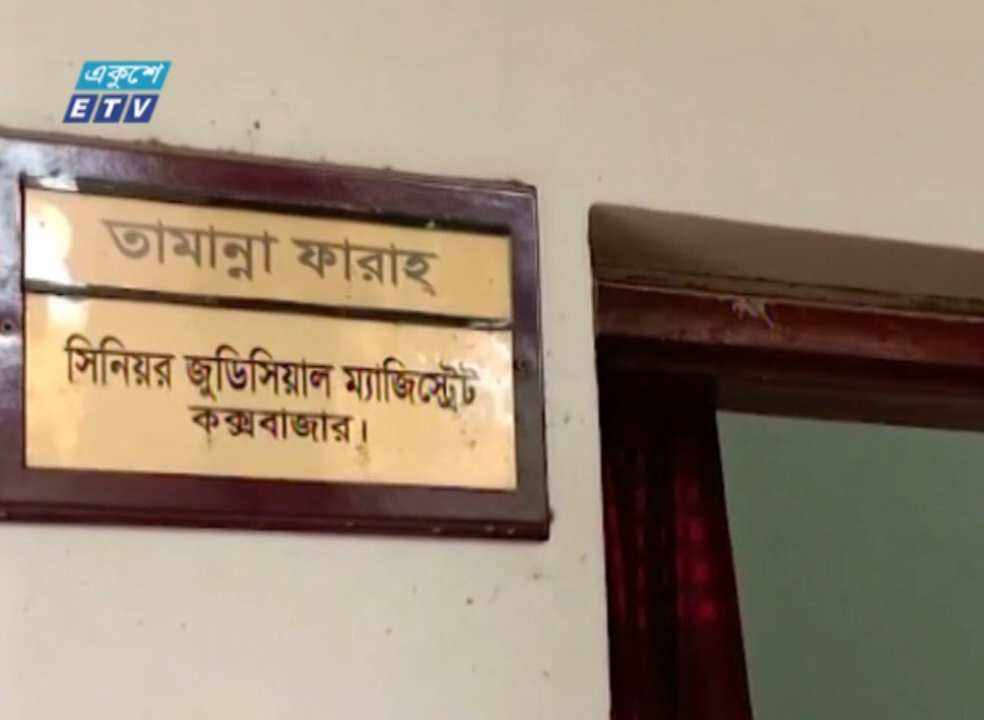 একুশে
ETV
তামান্না ফারাহ্
সিনিয়র জুডিসিয়াল ম্যাজিস্ট্রেট
কক্সবাজার।